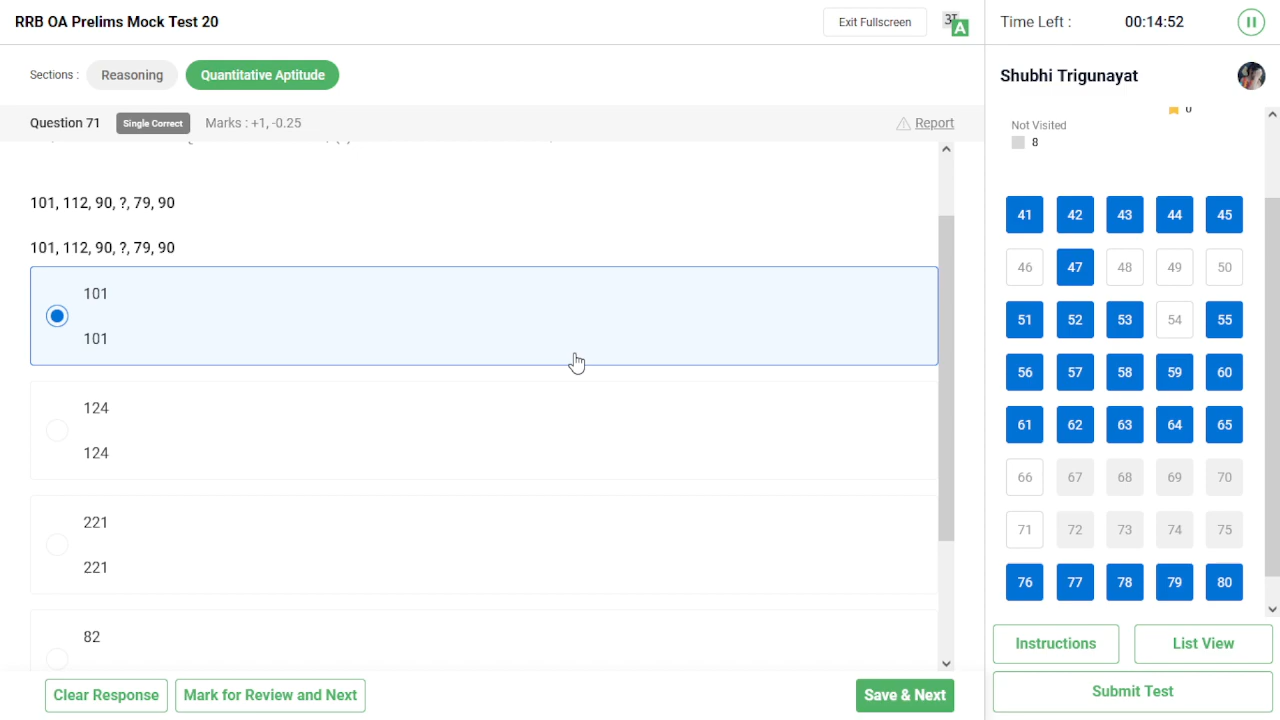 RRB OA Prelims Mock Test 20
Exit Fullscreen
Time Left :
00:14:52
Sections :
Reasoning
Quantitative Aptitude
Shubhi Trigunayat
Question 71
Single Correct
Marks : +1, -0.25
Report
0
Not Visited
8
101, 112, 90, ?, 79, 90
101, 112, 90, ?, 79, 90
101
101
124
124
221
221
82
41 42 43 44 45
46 47 48 49 50
51 52 53 54 55
56 57 58 59 60
61 62 63 64 65
66 67 68 69 70
71 72 73 74 75
76 77 78 79 80
Instructions
List View
Clear Response
Mark for Review and Next
Save & Next
Submit Test